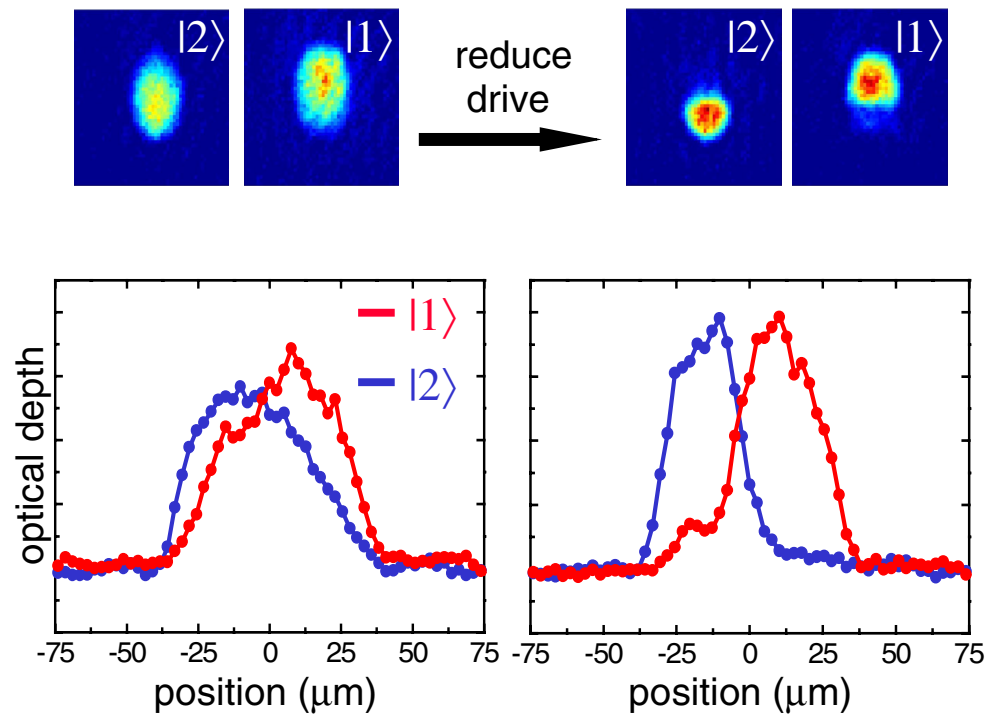 |2⟩ |1⟩ reduce drive |2⟩ |1⟩
|1⟩
|2⟩
optical depth
-75 -50 -25 0 25 50 75
position (μm)
-75 -50 -25 0 25 50 75
position (μm)